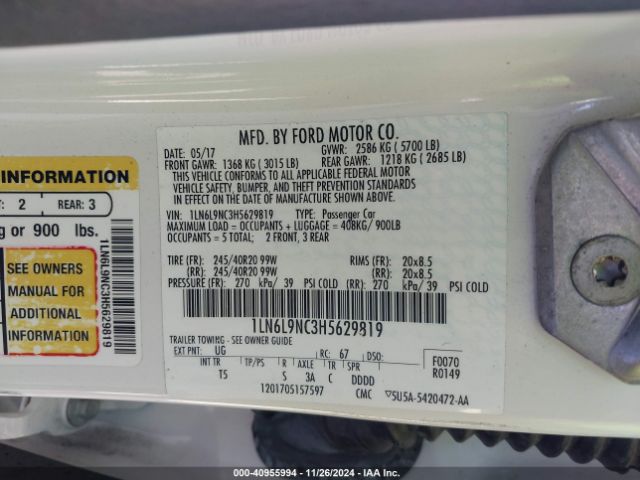 INFORMATION
: 2 REAR: 3
g or 900 lbs.
SEE OWNERS
MANUAL FOR
ADDITIONAL
INFORMATION
1LN6L9NC3H5629819
MFD. BY FORD MOTOR CO.
DATE: 05/17 GVWR: 2586 KG ( 5700 LB)
FRONT GAWR: 1368 KG ( 3015 LB) REAR GAWR: 1218 KG ( 2685 LB)
THIS VEHICLE CONFORMS TO ALL APPLICABLE FEDERAL MOTOR
VEHICLE SAFETY, BUMPER, AND THEFT PREVENTION STANDARDS
IN EFFECT ON THE DATE OF MANUFACTURE SHOWN ABOVE.
VIN: 1LN6L9NC3H5629819 TYPE: Passenger Car
MAXIMUM LOAD = OCCUPANTS + LUGGAGE = 408KG / 900LB
OCCUPANTS = 5 TOTAL; 2 FRONT, 3 REAR
TIRE (FR): 245/40R20 99W RIMS (FR): 20x8.5
(RR): 245/40R20 99W (RR): 20x8.5
PRESSURE (FR): 270 kPa/ 39 PSI COLD (RR): 270 kPa/ 39 PSI COLD
1LN6L9NC3H5629819
TRAILER TOWING - SEE OWNER GUIDE
EXT PNT: UG RC: 67 DSO: F0070
INT TR TP/PS R AXLE TR SPR R0149
T5 S 3A C DDDD
1201705157597 CMC ▽SU5A-5420472-AA
000-40955994 | 11/26/2024 | IAA Inc.